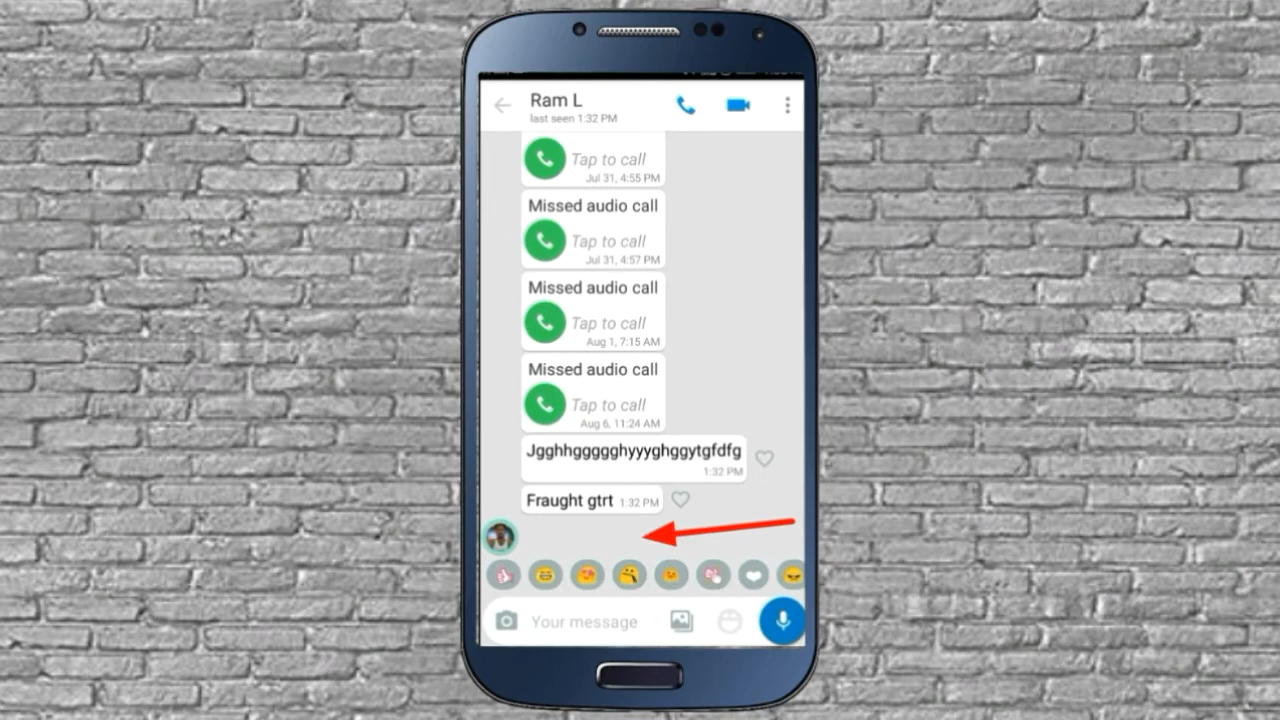 Ram L
last seen 1:32 PM
Tap to call
Jul 31, 4:55 PM
Missed audio call
Tap to call
Jul 31, 4:57 PM
Missed audio call
Tap to call
Aug 1, 7:15 AM
Missed audio call
Tap to call
Aug 6, 11:24 AM
Jgghhggggghyyyghggytgfdfg
1:32 PM
Fraught gtrt 1:32 PM
Your message